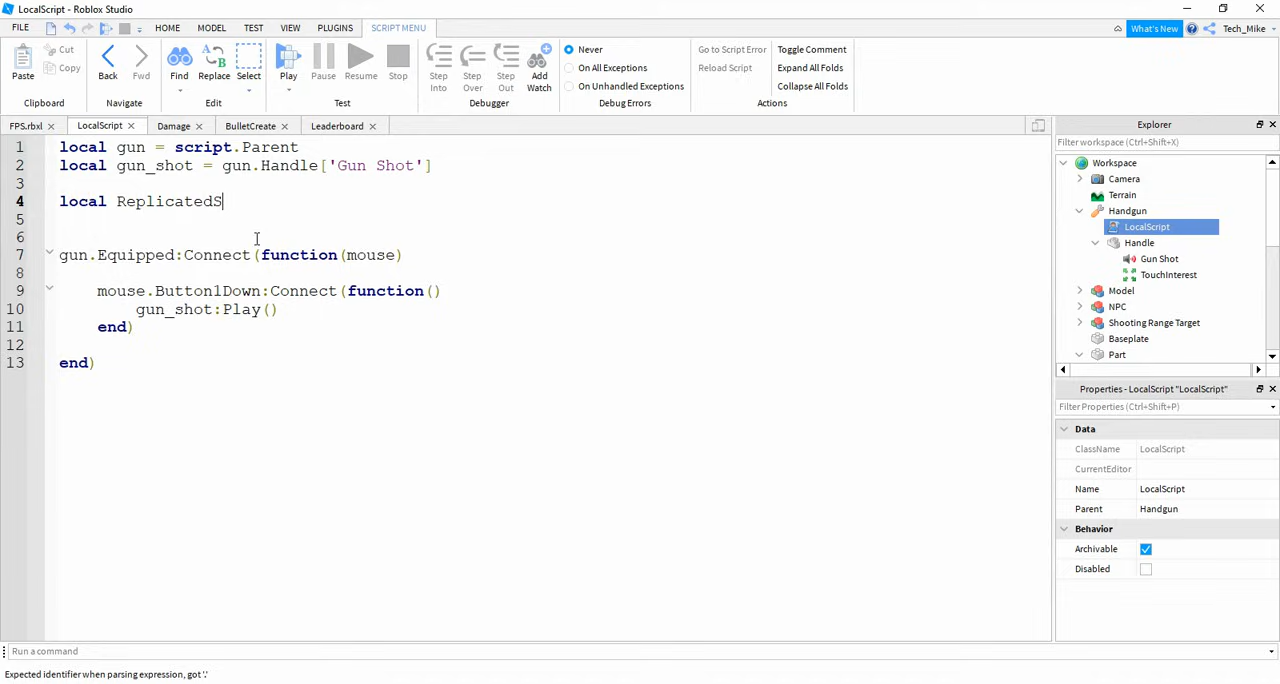 LocalScript - Roblox Studio
FILE HOME MODEL TEST VIEW PLUGINS SCRIPT MENU What's New Tech_Mike
Paste Cut Copy Back Fwd Find Replace Select Play Pause Resume Stop Step Into Step Over Step Out Add Watch
Never Go to Script Error Toggle Comment
On All Exceptions Reload Script Expand All Folds
On Unhandled Exceptions Collapse All Folds
Clipboard Navigate Edit Test Debugger Debug Errors Actions
FPS.rbxl LocalScript Damage BulletCreate Leaderboard
1 local gun = script.Parent
2 local gun_shot = gun.Handle['Gun Shot']
3
4 local ReplicatedS
5
6
7 gun.Equipped:Connect(function(mouse)
8
9 mouse.Button1Down:Connect(function()
10 gun_shot:Play()
11 end)
12
13 end)
Explorer
Filter workspace (Ctrl+Shift+X)
Workspace
Camera
Terrain
Handgun
LocalScript
Handle
Gun Shot
TouchInterest
Model
NPC
Shooting Range Target
Baseplate
Part
Properties - LocalScript "LocalScript"
Filter Properties (Ctrl+Shift+P)
Data
ClassName LocalScript
CurrentEditor
Name LocalScript
Parent Handgun
Behavior
Archivable
Disabled
Run a command
Expected identifier when parsing expression, got '.'